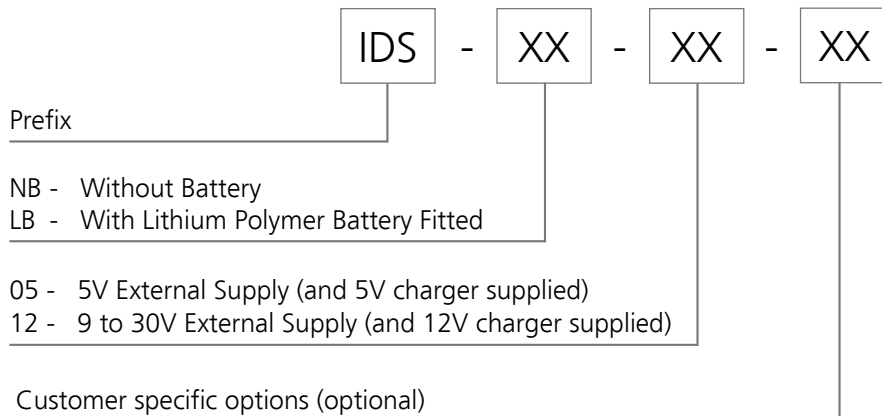 IDS - XX - XX - XX
Prefix
NB - Without Battery
LB - With Lithium Polymer Battery Fitted
05 - 5V External Supply (and 5V charger supplied)
12 - 9 to 30V External Supply (and 12V charger supplied)
Customer specific options (optional)